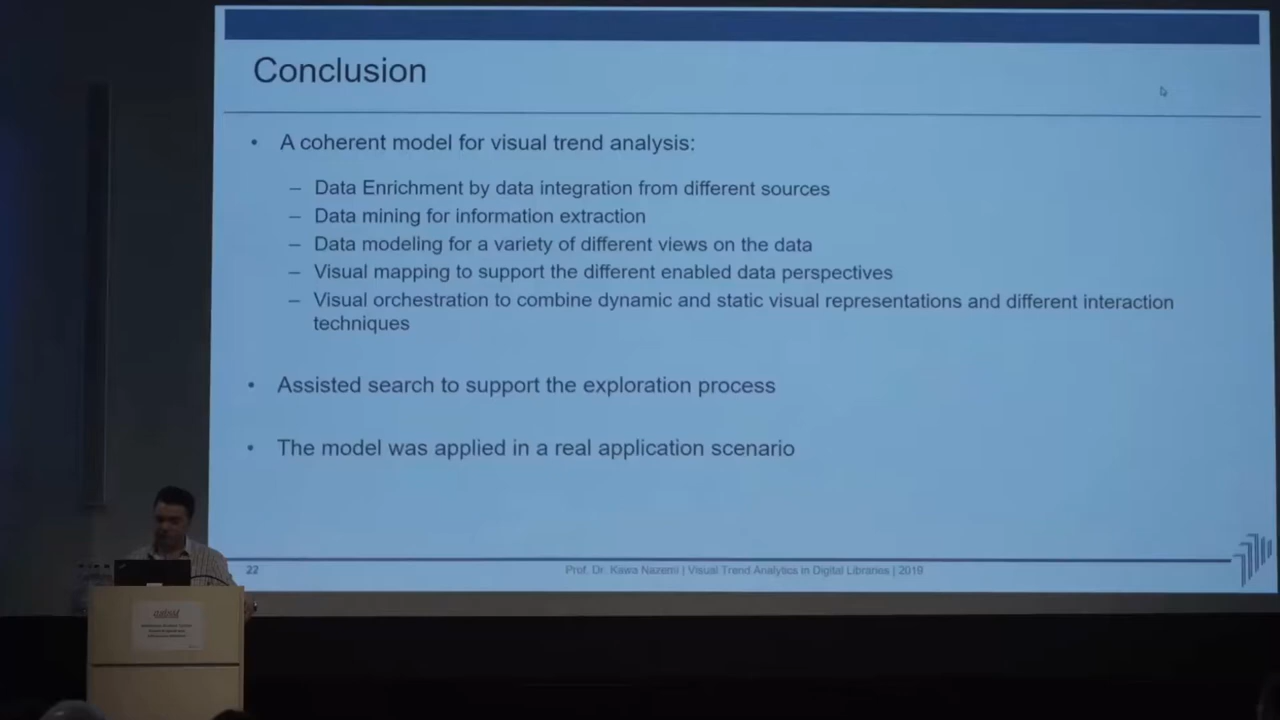 Conclusion
• A coherent model for visual trend analysis:
– Data Enrichment by data integration from different sources
– Data mining for information extraction
– Data modeling for a variety of different views on the data
– Visual mapping to support the different enabled data perspectives
– Visual orchestration to combine dynamic and static visual representations and different interaction
techniques
• Assisted search to support the exploration process
• The model was applied in a real application scenario
22
Prof. Dr. Kawa Nazemi | Visual Trend Analytics in Digital Libraries | 2019